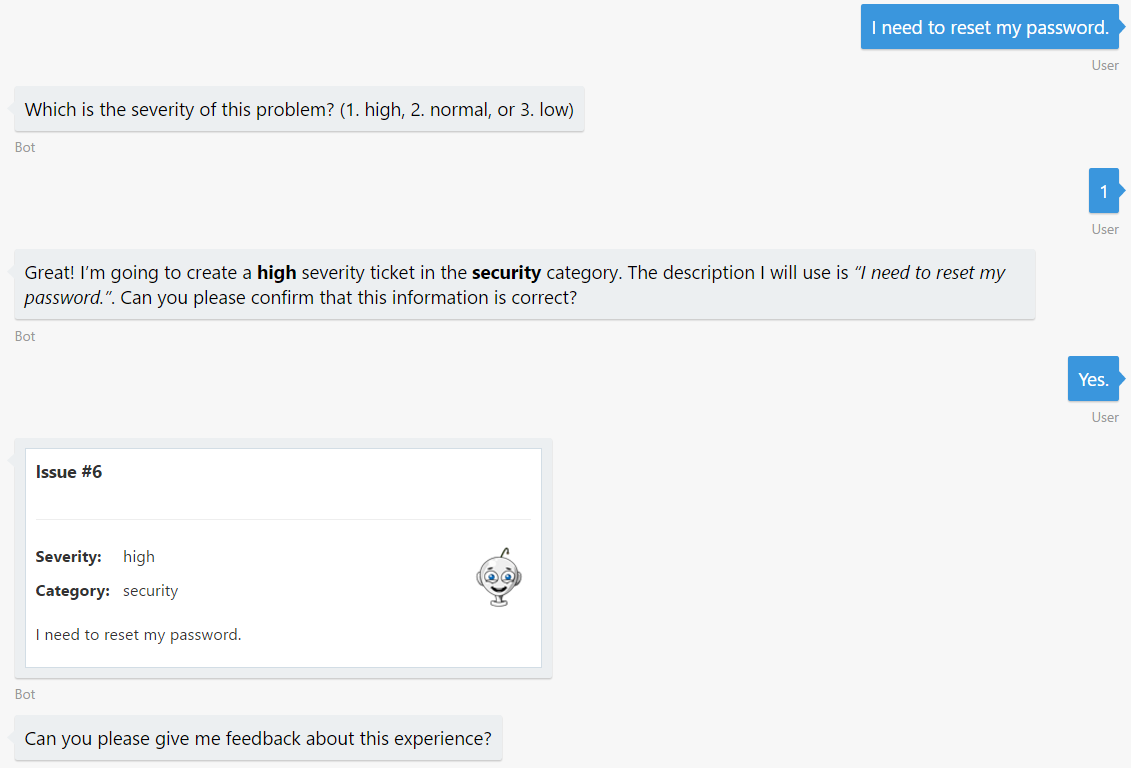 I need to reset my password.
User
Which is the severity of this problem? (1. high, 2. normal, or 3. low)
Bot
1
User
Great! I’m going to create a high severity ticket in the security category. The description I will use is “I need to reset my
password.”. Can you please confirm that this information is correct?
Bot
Yes.
User
Issue #6
Severity: high
Category: security
I need to reset my password.
Bot
Can you please give me feedback about this experience?